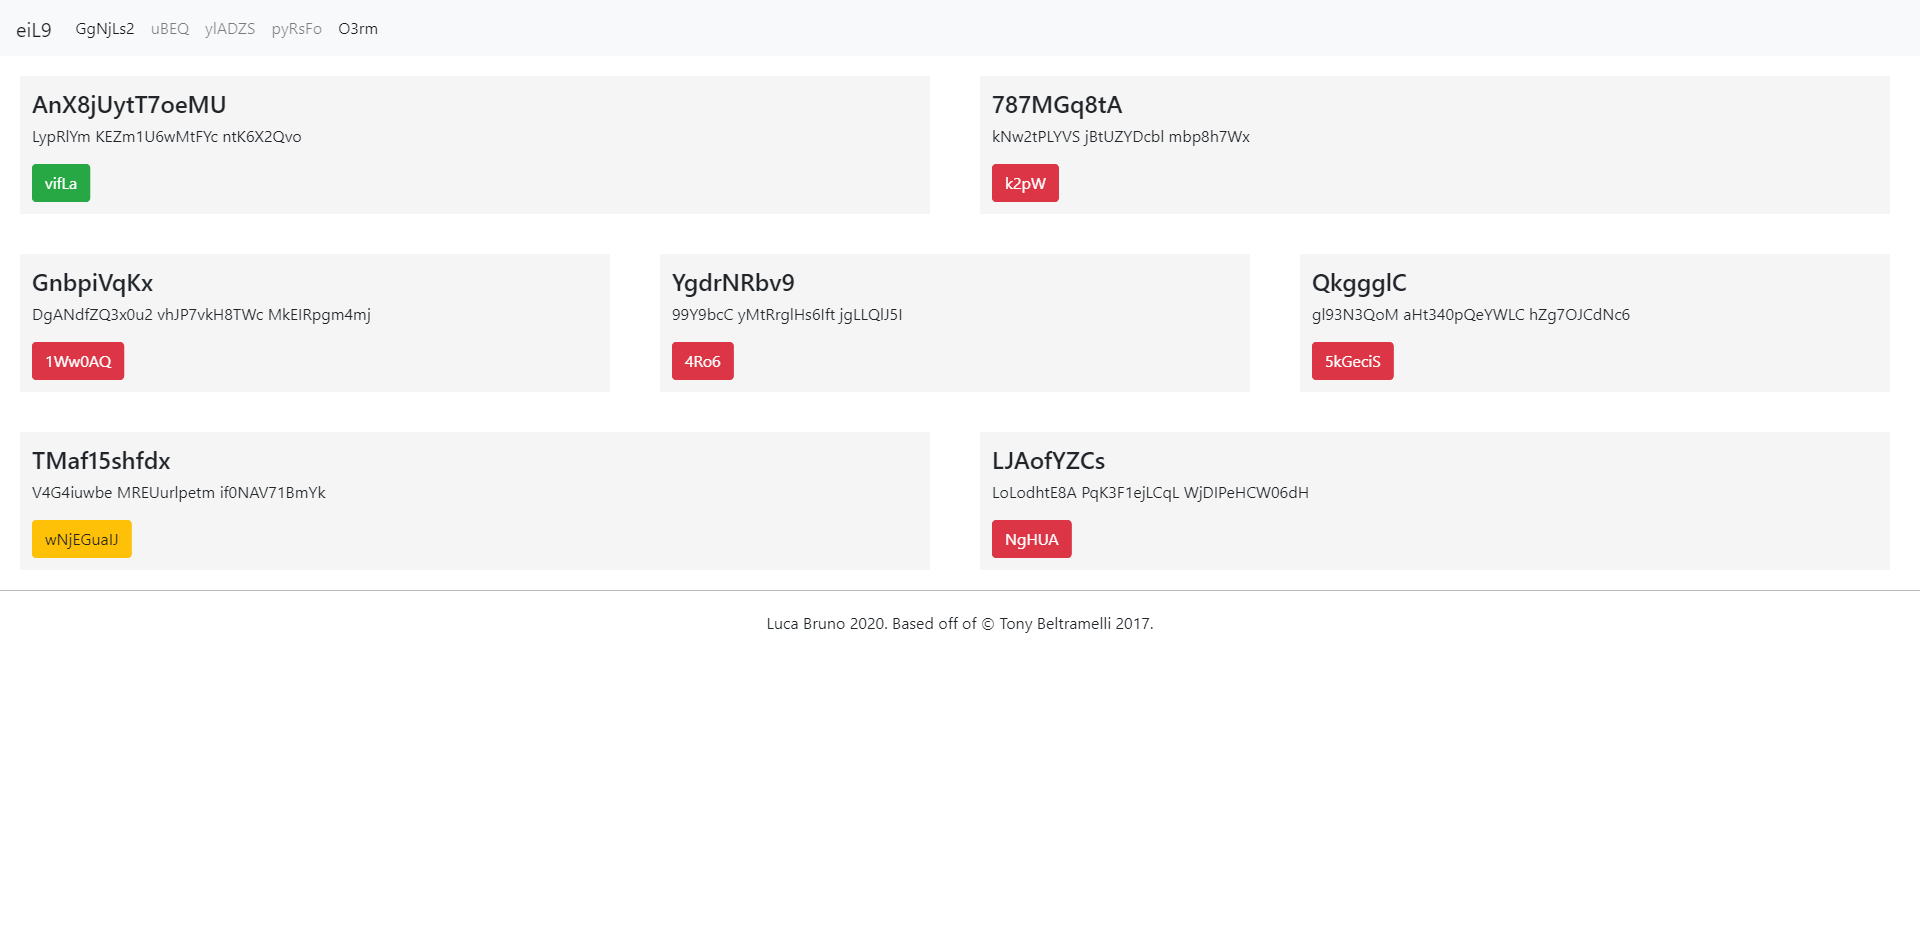 eiL9 GgNjLs2 uBEQ ylADZS pyRsFo O3rm
AnX8jUytT7oeMU
LypRlYm KEZm1U6wMtFYc ntK6X2Qvo
vifLa
787MGq8tA
kNw2tPLYVS jBtUZYDcbl mbp8h7Wx
k2pW
GnbpiVqKx
DgANdfZQ3x0u2 vhJP7vkH8TWc MkEIRpgm4mj
1Ww0AQ
YgdrNRbv9
99Y9bcC yMtRrglHs6Ift jgLLQlJ5I
4Ro6
QkggglC
gl93N3QoM aHt340pQeYWLC hZg7OJCdNc6
5kGeciS
TMaf15shfdx
V4G4iuwbe MREUurlpetm if0NAV71BmYk
wNjEGuaIJ
LJAofYZCs
LoLodhtE8A PqK3F1ejLCqL WjDIPeHCW06dH
NgHUA
Luca Bruno 2020. Based off of © Tony Beltramelli 2017.